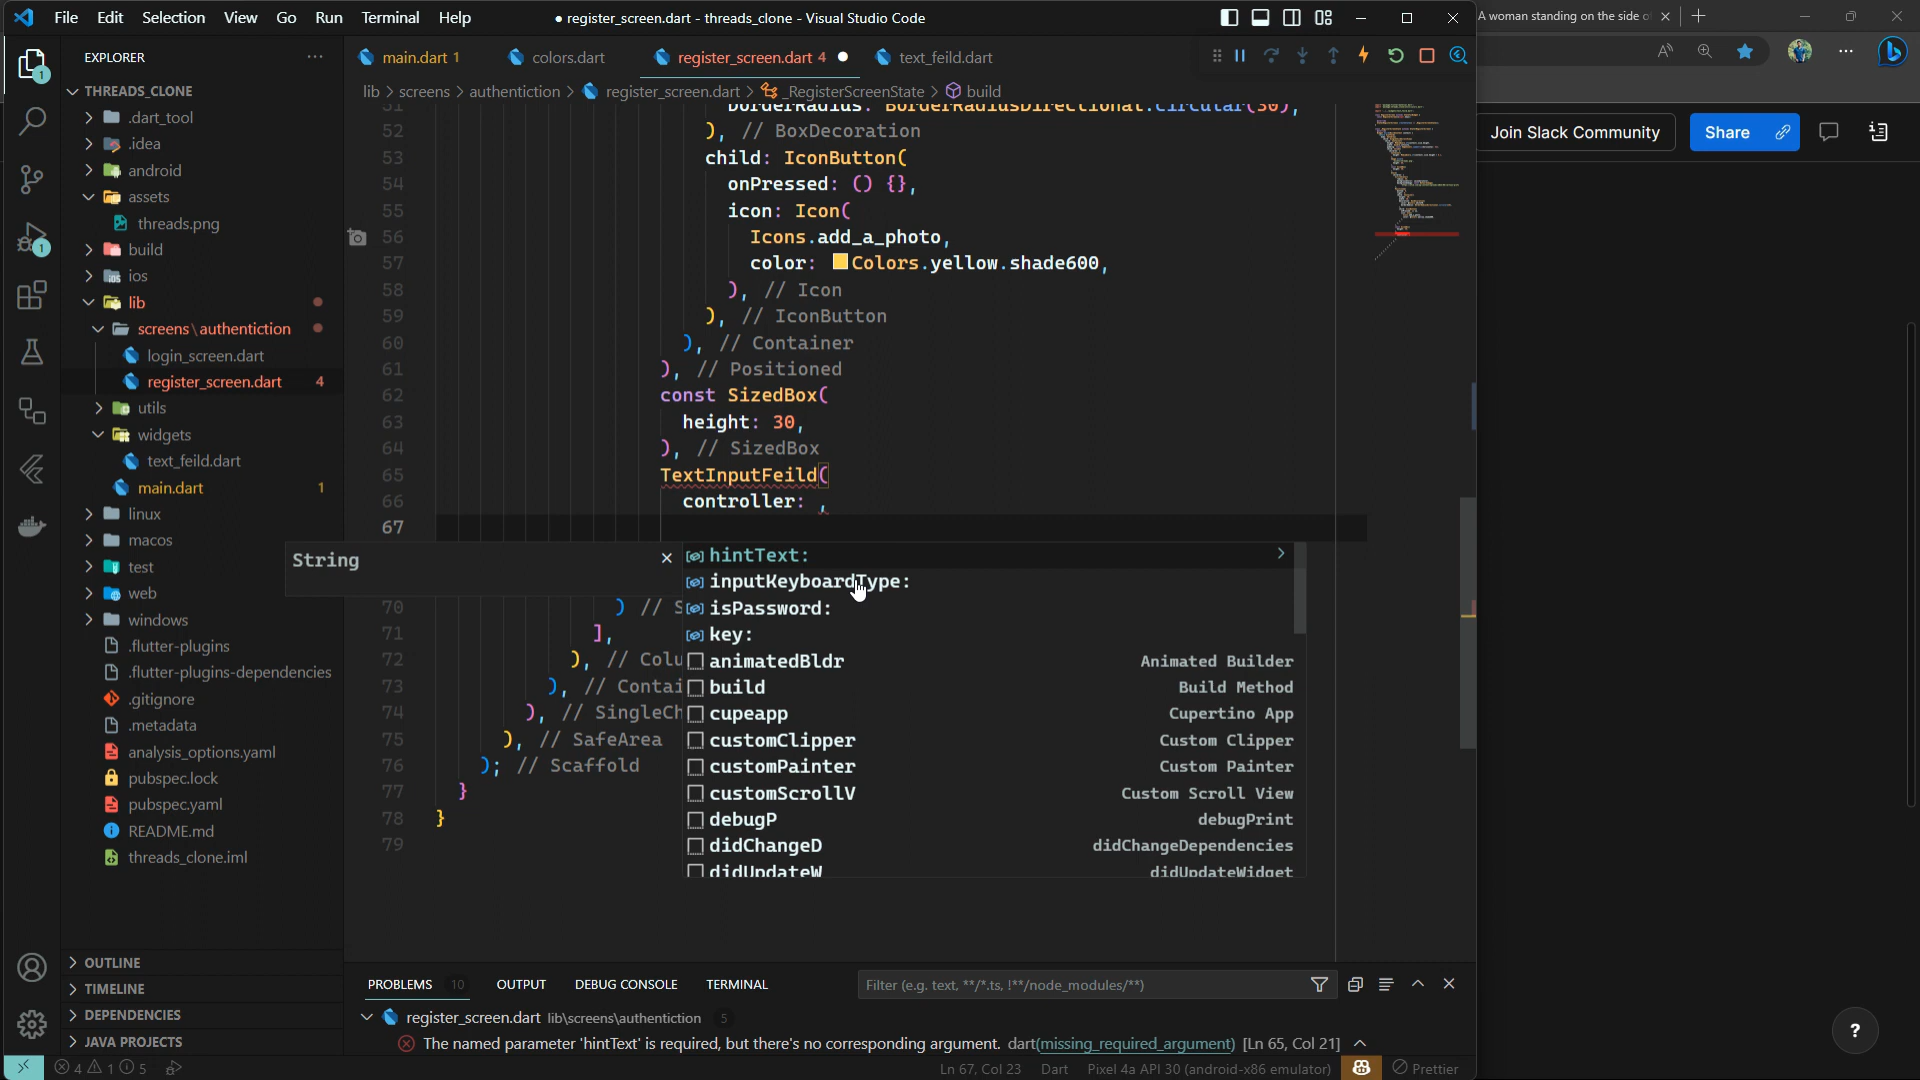 File Edit Selection View Go Run Terminal Help
● register_screen.dart - threads_clone - Visual Studio Code
A woman standing on the side o
EXPLORER
main.dart 1
colors.dart
register_screen.dart 4
text_feild.dart
THREADS_CLONE
lib > screens > authentiction > register_screen.dart > _RegisterScreenState > build
Join Slack Community
Share
.dart_tool
.idea
android
assets
threads.png
build
ios
lib
screens\authentiction
login_screen.dart
register_screen.dart 4
utils
widgets
text_feild.dart
main.dart 1
linux
macos
test
web
windows
.flutter-plugins
.flutter-plugins-dependencies
.gitignore
.metadata
analysis_options.yaml
pubspec.lock
pubspec.yaml
README.md
threads_clone.iml
OUTLINE
TIMELINE
DEPENDENCIES
JAVA PROJECTS
51 borderRadius: BorderRadiusDirectional.circular(30),
52 ), // BoxDecoration
53 child: IconButton(
54 onPressed: () {},
55 icon: Icon(
56 Icons.add_a_photo,
57 color: Colors.yellow.shade600,
58 ), // Icon
59 ), // IconButton
60 ), // Container
61 ), // Positioned
62 const SizedBox(
63 height: 30,
64 ), // SizedBox
65 TextInputFeild(
66 controller: ,
67
String
hintText:
inputKeyboardType:
isPassword:
key:
animatedBldr Animated Builder
build Build Method
cupeapp Cupertino App
customClipper Custom Clipper
customPainter Custom Painter
customScrollV Custom Scroll View
debugP debugPrint
didChangeD didChangeDependencies
didUpdateW didUpdateWidget
70 ) // S
71 ],
72 ), // Colu
73 ), // Contai
74 ), // SingleCh
75 ), // SafeArea
76 ); // Scaffold
77 }
78 }
79
PROBLEMS 10 OUTPUT DEBUG CONSOLE TERMINAL
Filter (e.g. text, **/*.ts, !**/node_modules/**)
register_screen.dart lib\screens\authentiction 5
The named parameter 'hintText' is required, but there's no corresponding argument. dart(missing_required_argument) [Ln 65, Col 21]
4 1 5
Ln 67, Col 23 Dart Pixel 4a API 30 (android-x86 emulator) Prettier
?